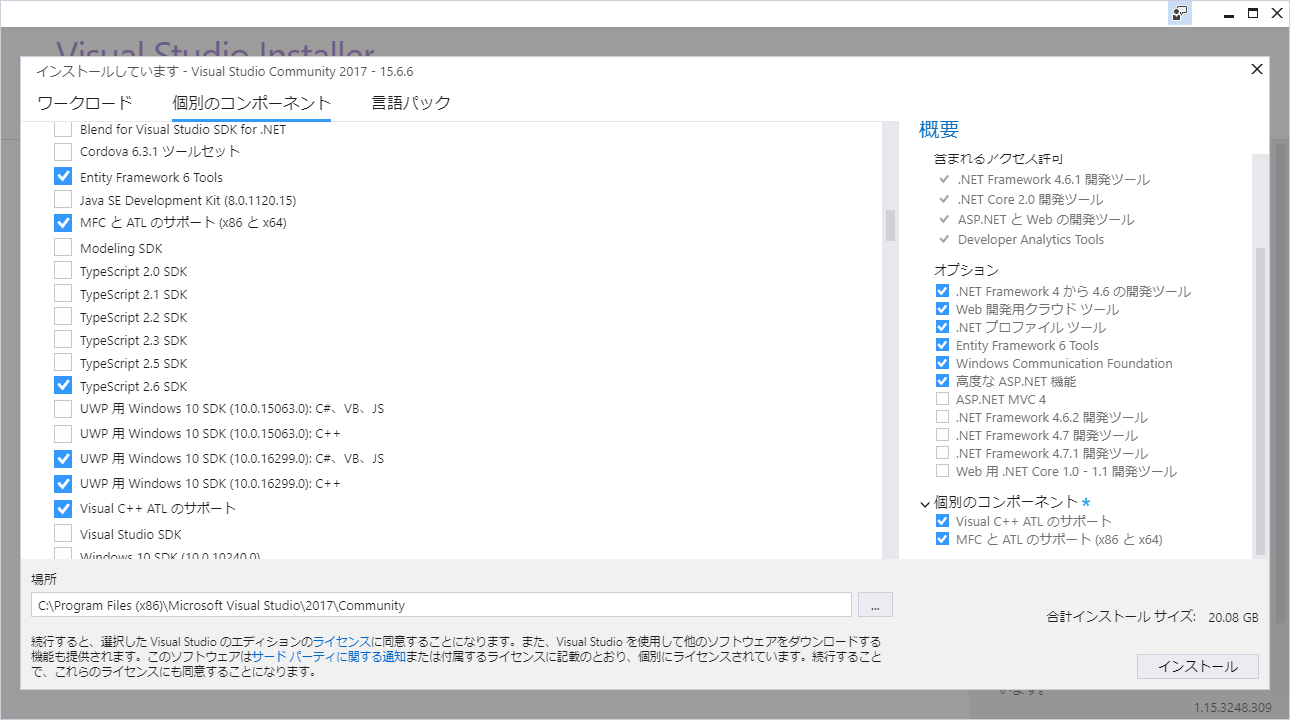 Visual Studio Installer
インストールしています - Visual Studio Community 2017 - 15.6.6
ワークロード
個別のコンポーネント
言語パック
Blend for Visual Studio SDK for .NET
Cordova 6.3.1 ツールセット
Entity Framework 6 Tools
Java SE Development Kit (8.0.1120.15)
MFC と ATL のサポート (x86 と x64)
Modeling SDK
TypeScript 2.0 SDK
TypeScript 2.1 SDK
TypeScript 2.2 SDK
TypeScript 2.3 SDK
TypeScript 2.5 SDK
TypeScript 2.6 SDK
UWP 用 Windows 10 SDK (10.0.15063.0): C#、VB、JS
UWP 用 Windows 10 SDK (10.0.15063.0): C++
UWP 用 Windows 10 SDK (10.0.16299.0): C#、VB、JS
UWP 用 Windows 10 SDK (10.0.16299.0): C++
Visual C++ ATL のサポート
Visual Studio SDK
Windows 10 SDK (10.0.10240.0)
概要
含まれるアクセス許可
.NET Framework 4.6.1 開発ツール
.NET Core 2.0 開発ツール
ASP.NET と Web の開発ツール
Developer Analytics Tools
オプション
.NET Framework 4 から 4.6 の開発ツール
Web 開発用クラウド ツール
.NET プロファイル ツール
Entity Framework 6 Tools
Windows Communication Foundation
高度な ASP.NET 機能
ASP.NET MVC 4
.NET Framework 4.6.2 開発ツール
.NET Framework 4.7 開発ツール
.NET Framework 4.7.1 開発ツール
Web 用 .NET Core 1.0 - 1.1 開発ツール
個別のコンポーネント *
Visual C++ ATL のサポート
MFC と ATL のサポート (x86 と x64)
場所
C:\Program Files (x86)\Microsoft Visual Studio\2017\Community
...
合計インストール サイズ: 20.08 GB
続行すると、選択した Visual Studio のエディションのライセンスに同意することになります。また、Visual Studio を使用して他のソフトウェアをダウンロードする
機能も提供されます。このソフトウェアはサード パーティに関する通知または付属するライセンスに記載のとおり、個別にライセンスされています。続行すること
で、これらのライセンスにも同意することになります。
インストール
います。
1.15.3248.309